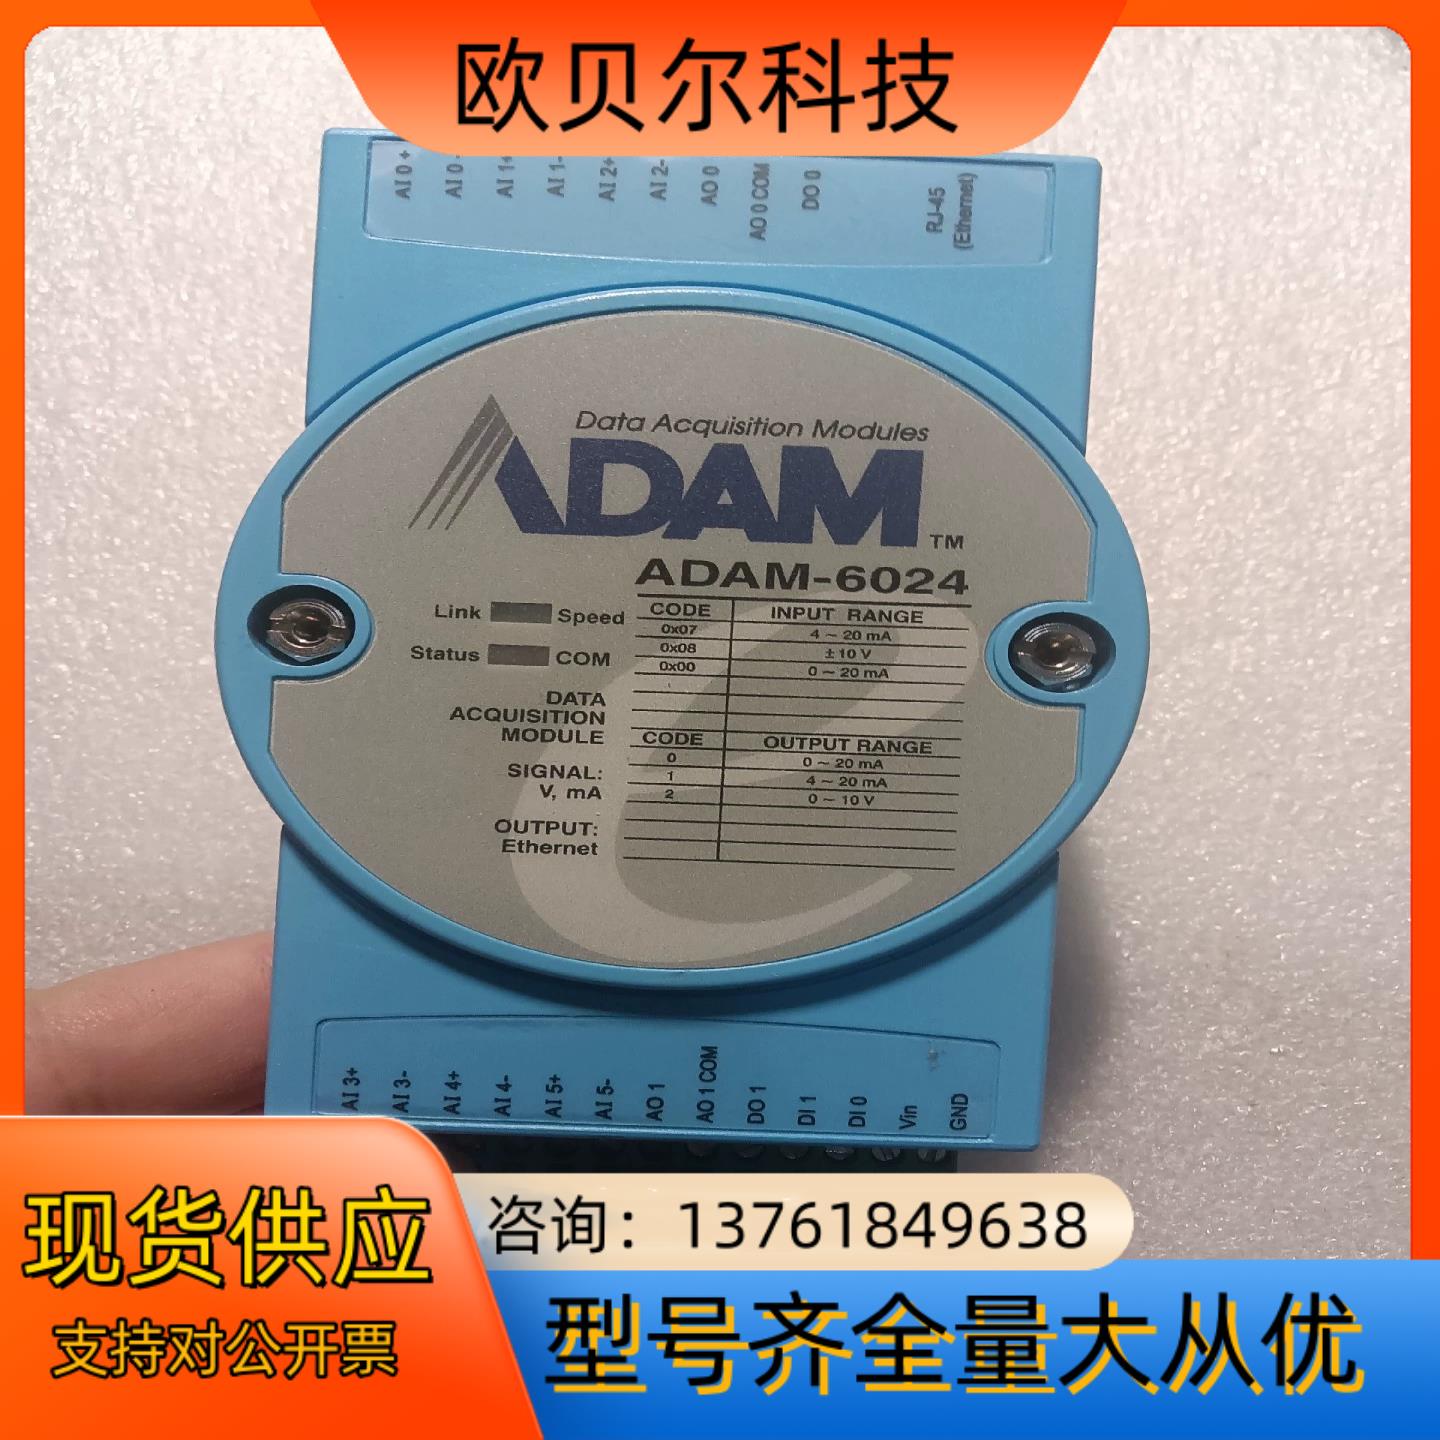 欧贝尔科技
AI 0+
AI 0-
AI 1+
AI 1-
AI 2+
AI 2-
AO 0
AO 0 COM
DO 0
RJ-45
(Ethernet)
Data Acquisition Modules
ADAM
TM
ADAM-6024
Link Speed
Status COM
CODE INPUT RANGE
0x07 4 ~ 20 mA
0x08 ± 10 V
0x00 0 ~ 20 mA
DATA
ACQUISITION
MODULE
SIGNAL:
V, mA
OUTPUT:
Ethernet
CODE OUTPUT RANGE
0 0 ~ 20 mA
1 4 ~ 20 mA
2 0 ~ 10 V
AI 3+
AI 3-
AI 4+
AI 4-
AI 5+
AI 5-
AO 1
AO 1 COM
DO 1
DI 1
DI 0
Vin
GND
现货供应
支持对公开票
咨询：13761849638
型号齐全量大从优